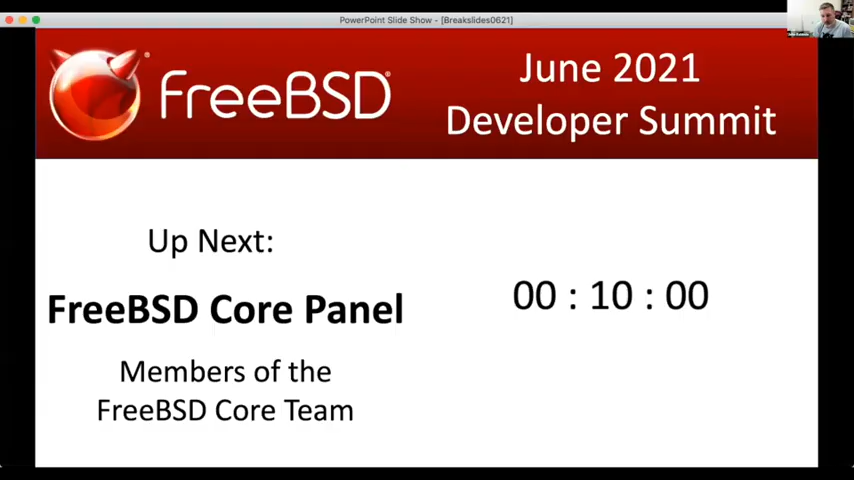 PowerPoint Slide Show - [Breakslides0621]
FreeBSD®
June 2021
Developer Summit
Up Next:
FreeBSD Core Panel
Members of the
FreeBSD Core Team
00 : 10 : 00